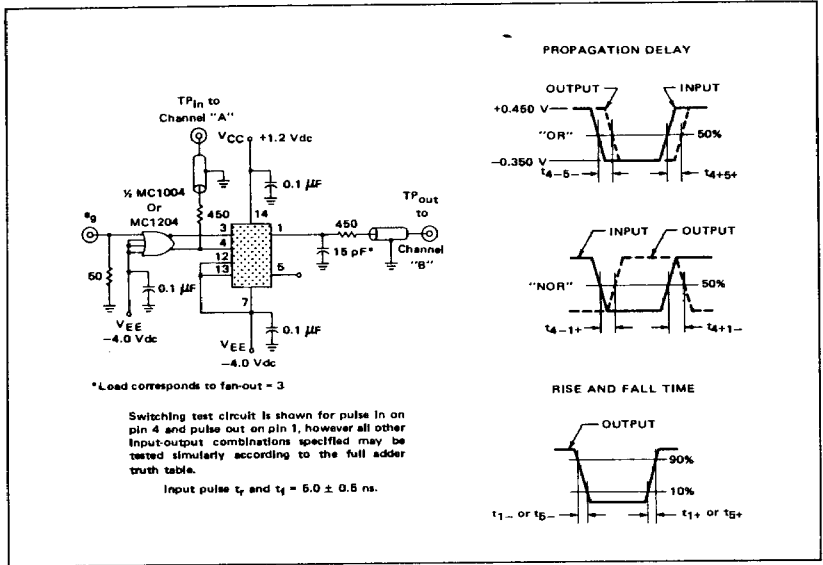 PROPAGATION DELAY
OUTPUT
INPUT
+0.450 V
"OR"
50%
−0.350 V
t4−5−
t4+5+
TPin to
Channel "A"
VCC
+1.2 Vdc
0.1 μF
½ MC1004
Or
MC1204
eg
450
14
3
4
12
13
1
5
7
450
TPout
to
Channel
"B"
15 pF*
50
0.1 μF
VEE
−4.0 Vdc
0.1 μF
VEE
−4.0 Vdc
INPUT
OUTPUT
"NOR"
50%
t4−1+
t4+1−
*Load corresponds to fan-out = 3
Switching test circuit is shown for pulse in on
pin 4 and pulse out on pin 1, however all other
input-output combinations specified may be
tested simularly according to the full adder
truth table.
Input pulse tr and tf = 5.0 ± 0.5 ns.
RISE AND FALL TIME
OUTPUT
90%
10%
t1− or t5−
t1+ or t5+